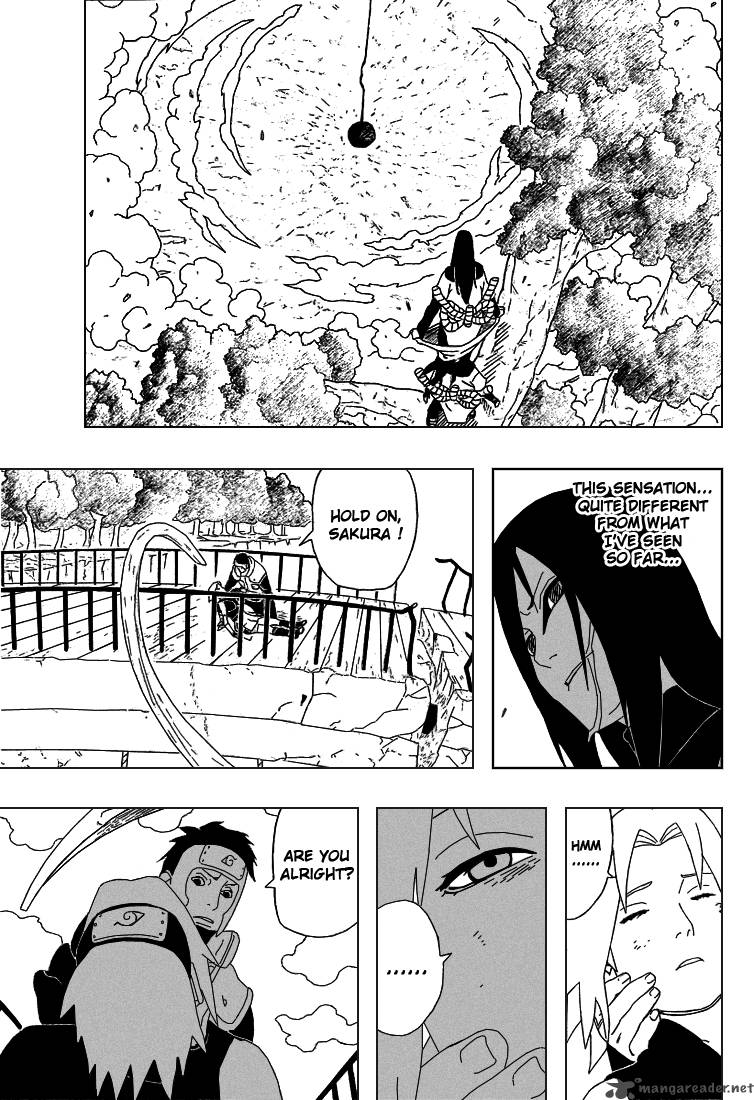 THIS SENSATION...
QUITE DIFFERENT
FROM WHAT
I'VE SEEN
SO FAR...
HOLD ON,
SAKURA !
HMM
......
......
ARE YOU
ALRIGHT?
mangareader.net